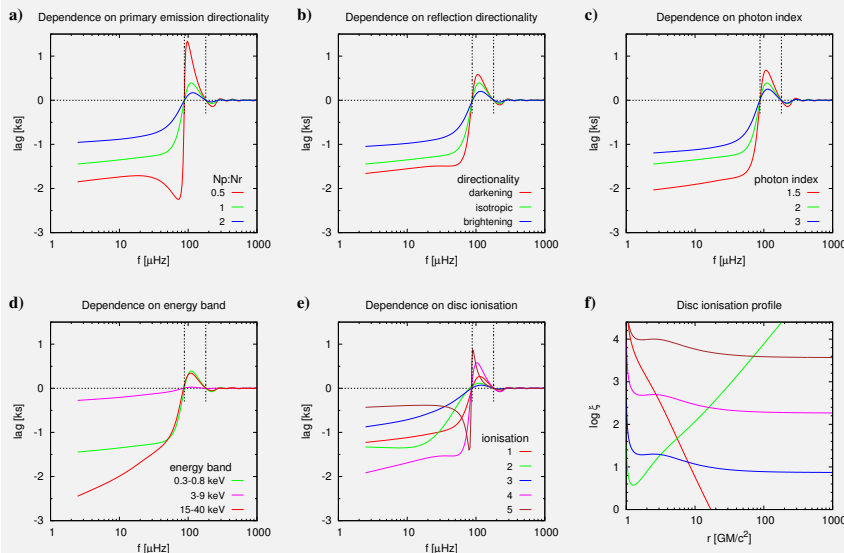 a) Dependence on primary emission directionality
lag [ks]
1
0
-1
-2
-3
Np:Nr
0.5
1
2
1 10 100 1000
f [μHz]
b) Dependence on reflection directionality
lag [ks]
1
0
-1
-2
-3
directionality
darkening
isotropic
brightening
1 10 100 1000
f [μHz]
c) Dependence on photon index
lag [ks]
1
0
-1
-2
-3
photon index
1.5
2
3
1 10 100 1000
f [μHz]
d) Dependence on energy band
lag [ks]
1
0
-1
-2
-3
energy band
0.3-0.8 keV
3-9 keV
15-40 keV
1 10 100 1000
f [μHz]
e) Dependence on disc ionisation
lag [ks]
1
0
-1
-2
-3
ionisation
1
2
3
4
5
1 10 100 1000
f [μHz]
f) Disc ionisation profile
log ξ
4
3
2
1
0
1 10 100 1000
r [GM/c²]